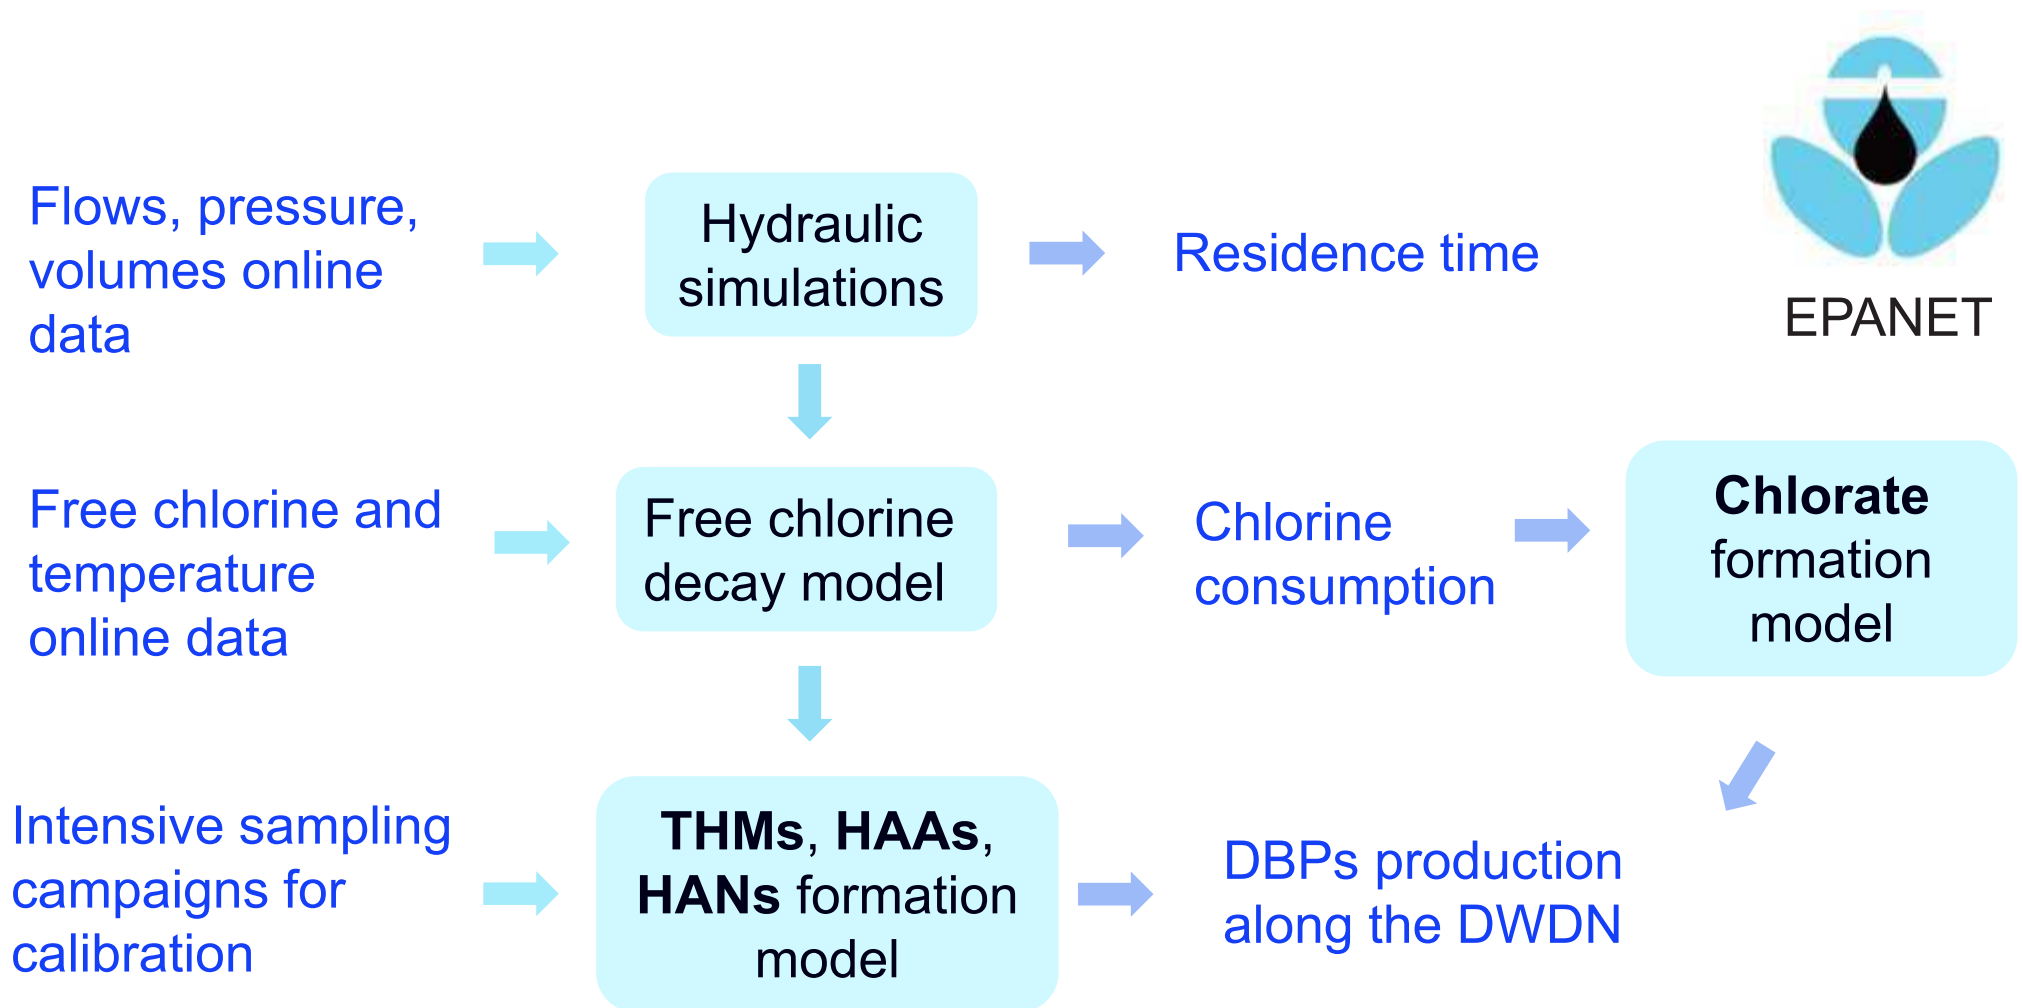 Flows, pressure,
volumes online
data
Hydraulic
simulations
Residence time
EPANET
Free chlorine and
temperature
online data
Free chlorine
decay model
Chlorine
consumption
Chlorate
formation
model
Intensive sampling
campaigns for
calibration
THMs, HAAs,
HANs formation
model
DBPs production
along the DWDN